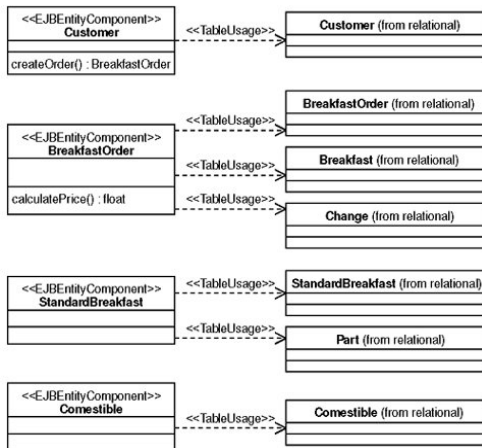 <<EJBEntityComponent>>
Customer
createOrder() : BreakfastOrder
<<TableUsage>>
Customer (from relational)
<<EJBEntityComponent>>
BreakfastOrder
calculatePrice() : float
<<TableUsage>>
BreakfastOrder (from relational)
<<TableUsage>>
Breakfast (from relational)
<<TableUsage>>
Change (from relational)
<<EJBEntityComponent>>
StandardBreakfast
<<TableUsage>>
StandardBreakfast (from relational)
<<TableUsage>>
Part (from relational)
<<EJBEntityComponent>>
Comestible
<<TableUsage>>
Comestible (from relational)